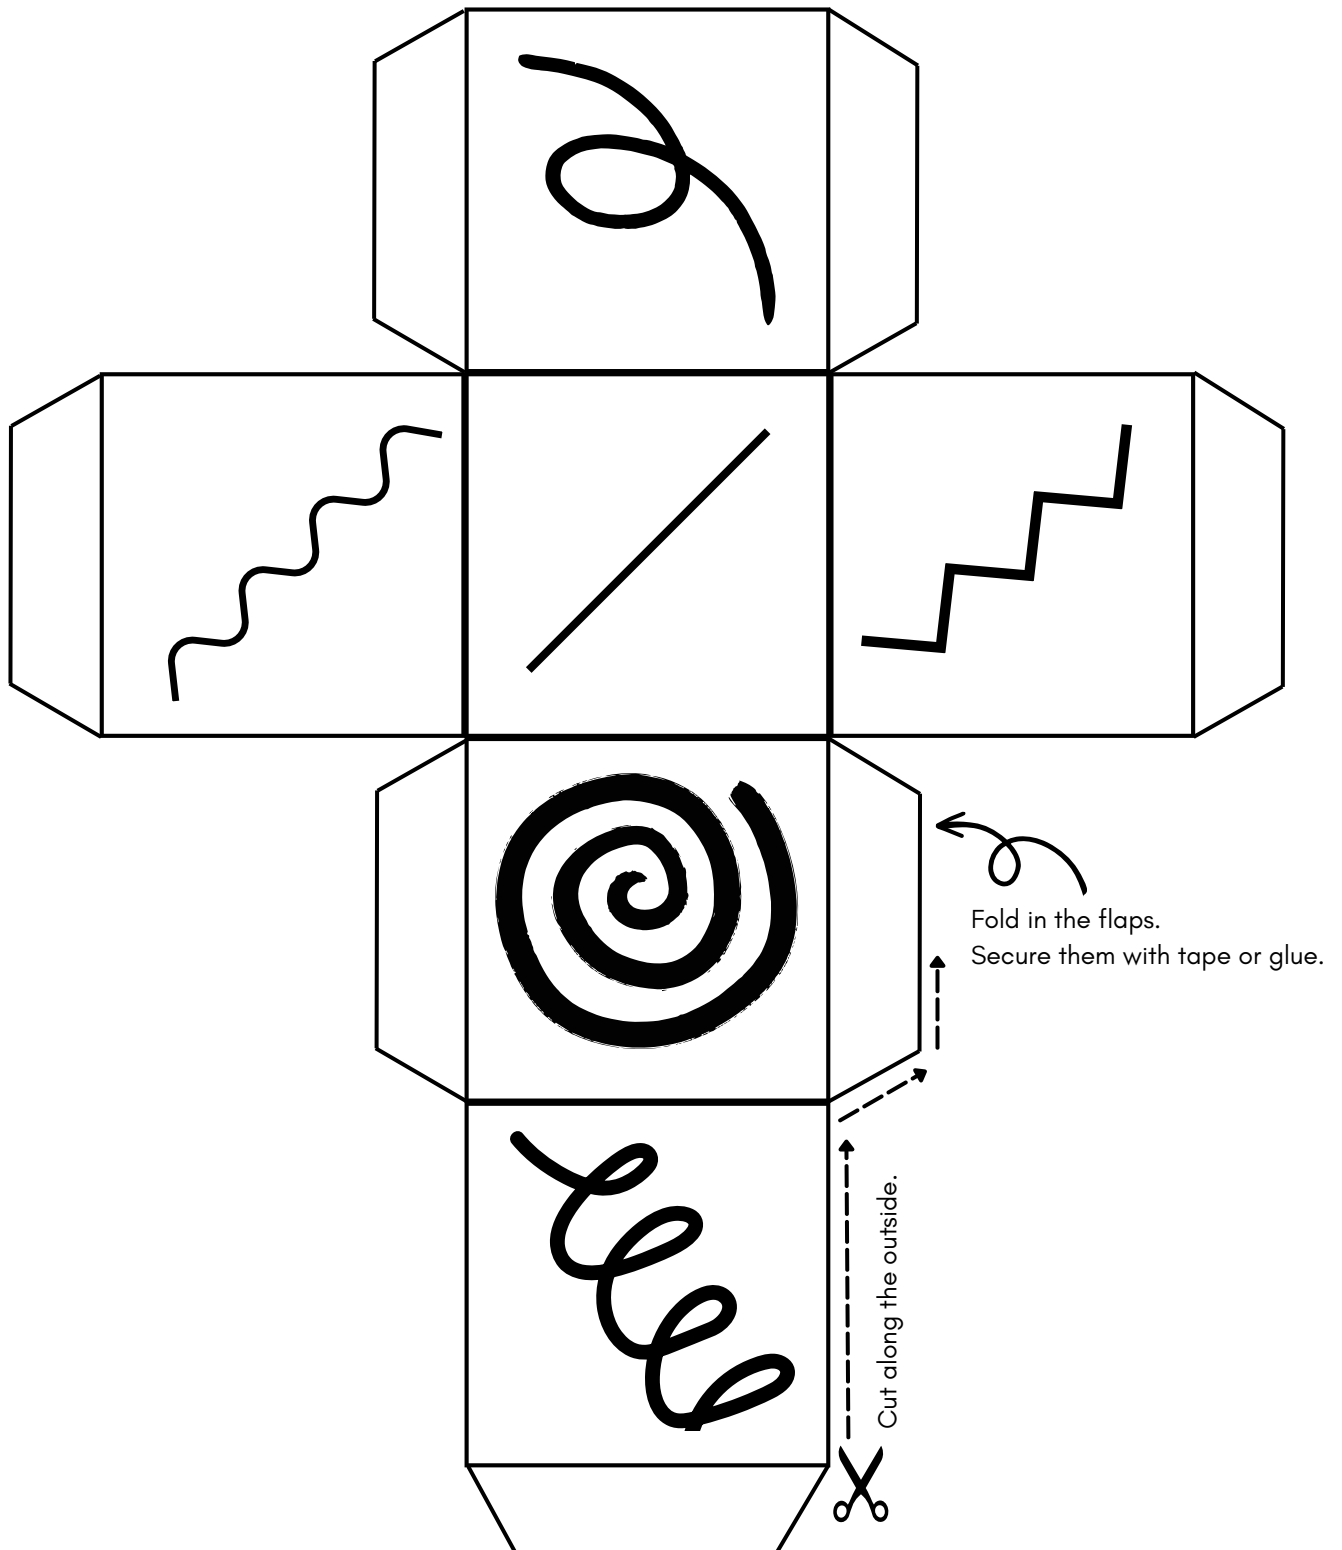 Fold in the flaps.
Secure them with tape or glue.
Cut along the outside.